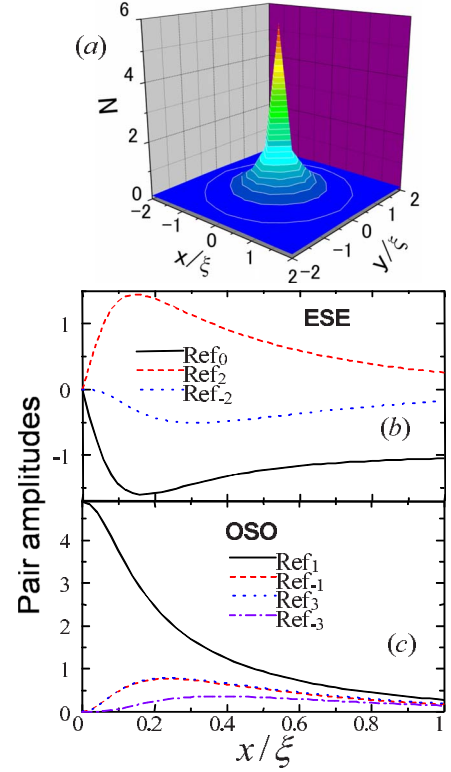 (a)
6
4
2
0
N
-2
-1
0
1
2
x/ξ
-2
-1
0
1
2
y/ξ
Pair amplitudes
ESE
1
0
-1
Ref₀
Ref₂
Ref₋₂
(b)
OSO
4
3
2
1
0
Ref₁
Ref₋₁
Ref₃
Ref₋₃
(c)
0 0.2 0.4 0.6 0.8 1
x/ξ